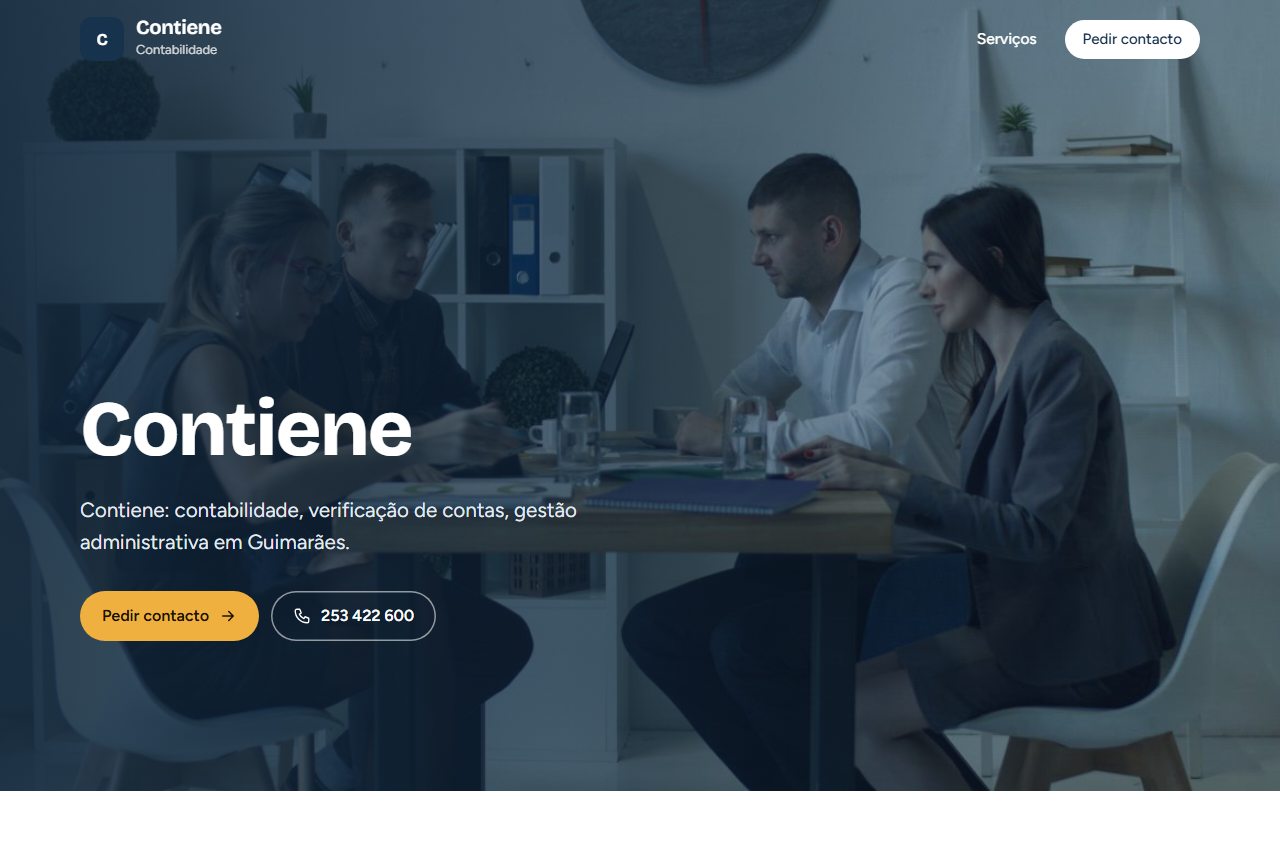 C
Contiene
Contabilidade
Serviços
Pedir contacto
Contiene
Contiene: contabilidade, verificação de contas, gestão
administrativa em Guimarães.
Pedir contacto
253 422 600